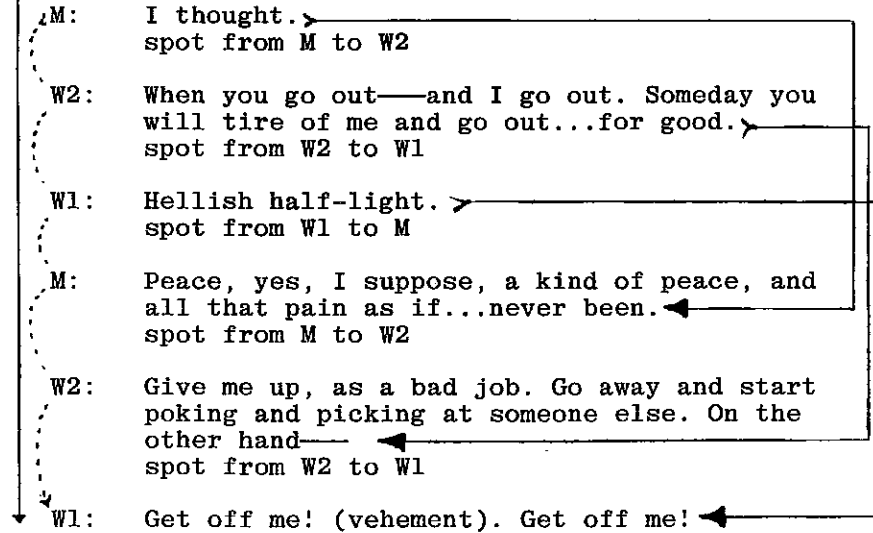 M: I thought.
spot from M to W2
W2: When you go out——and I go out. Someday you
will tire of me and go out...for good.
spot from W2 to W1
W1: Hellish half-light.
spot from W1 to M
M: Peace, yes, I suppose, a kind of peace, and
all that pain as if...never been.
spot from M to W2
W2: Give me up, as a bad job. Go away and start
poking and picking at someone else. On the
other hand——
spot from W2 to W1
W1: Get off me! (vehement). Get off me!